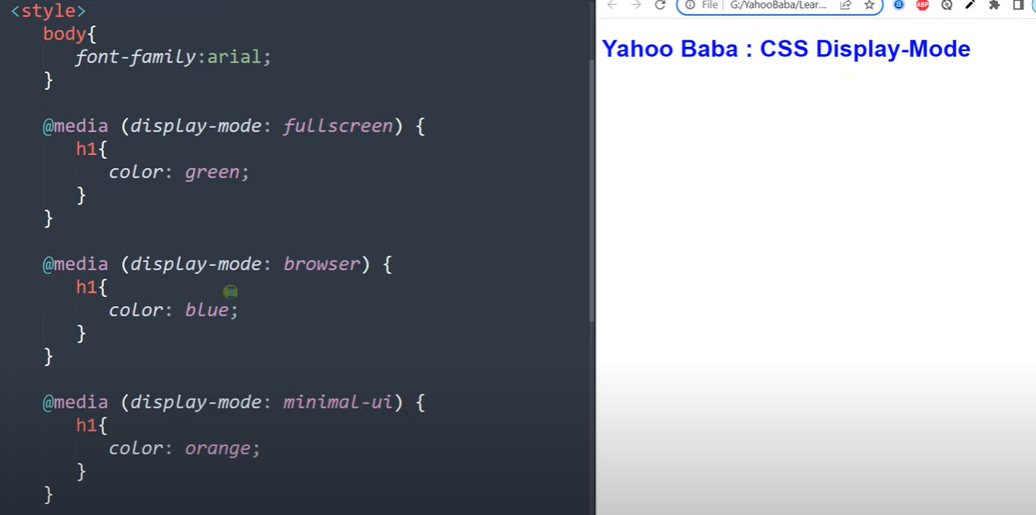 <style>
body{
font-family:arial;
}
@media (display-mode: fullscreen) {
h1{
color: green;
}
}
@media (display-mode: browser) {
h1{
color: blue;
}
}
@media (display-mode: minimal-ui) {
h1{
color: orange;
}
}
File G:/YahooBaba/Lear...
ABP
Yahoo Baba : CSS Display-Mode